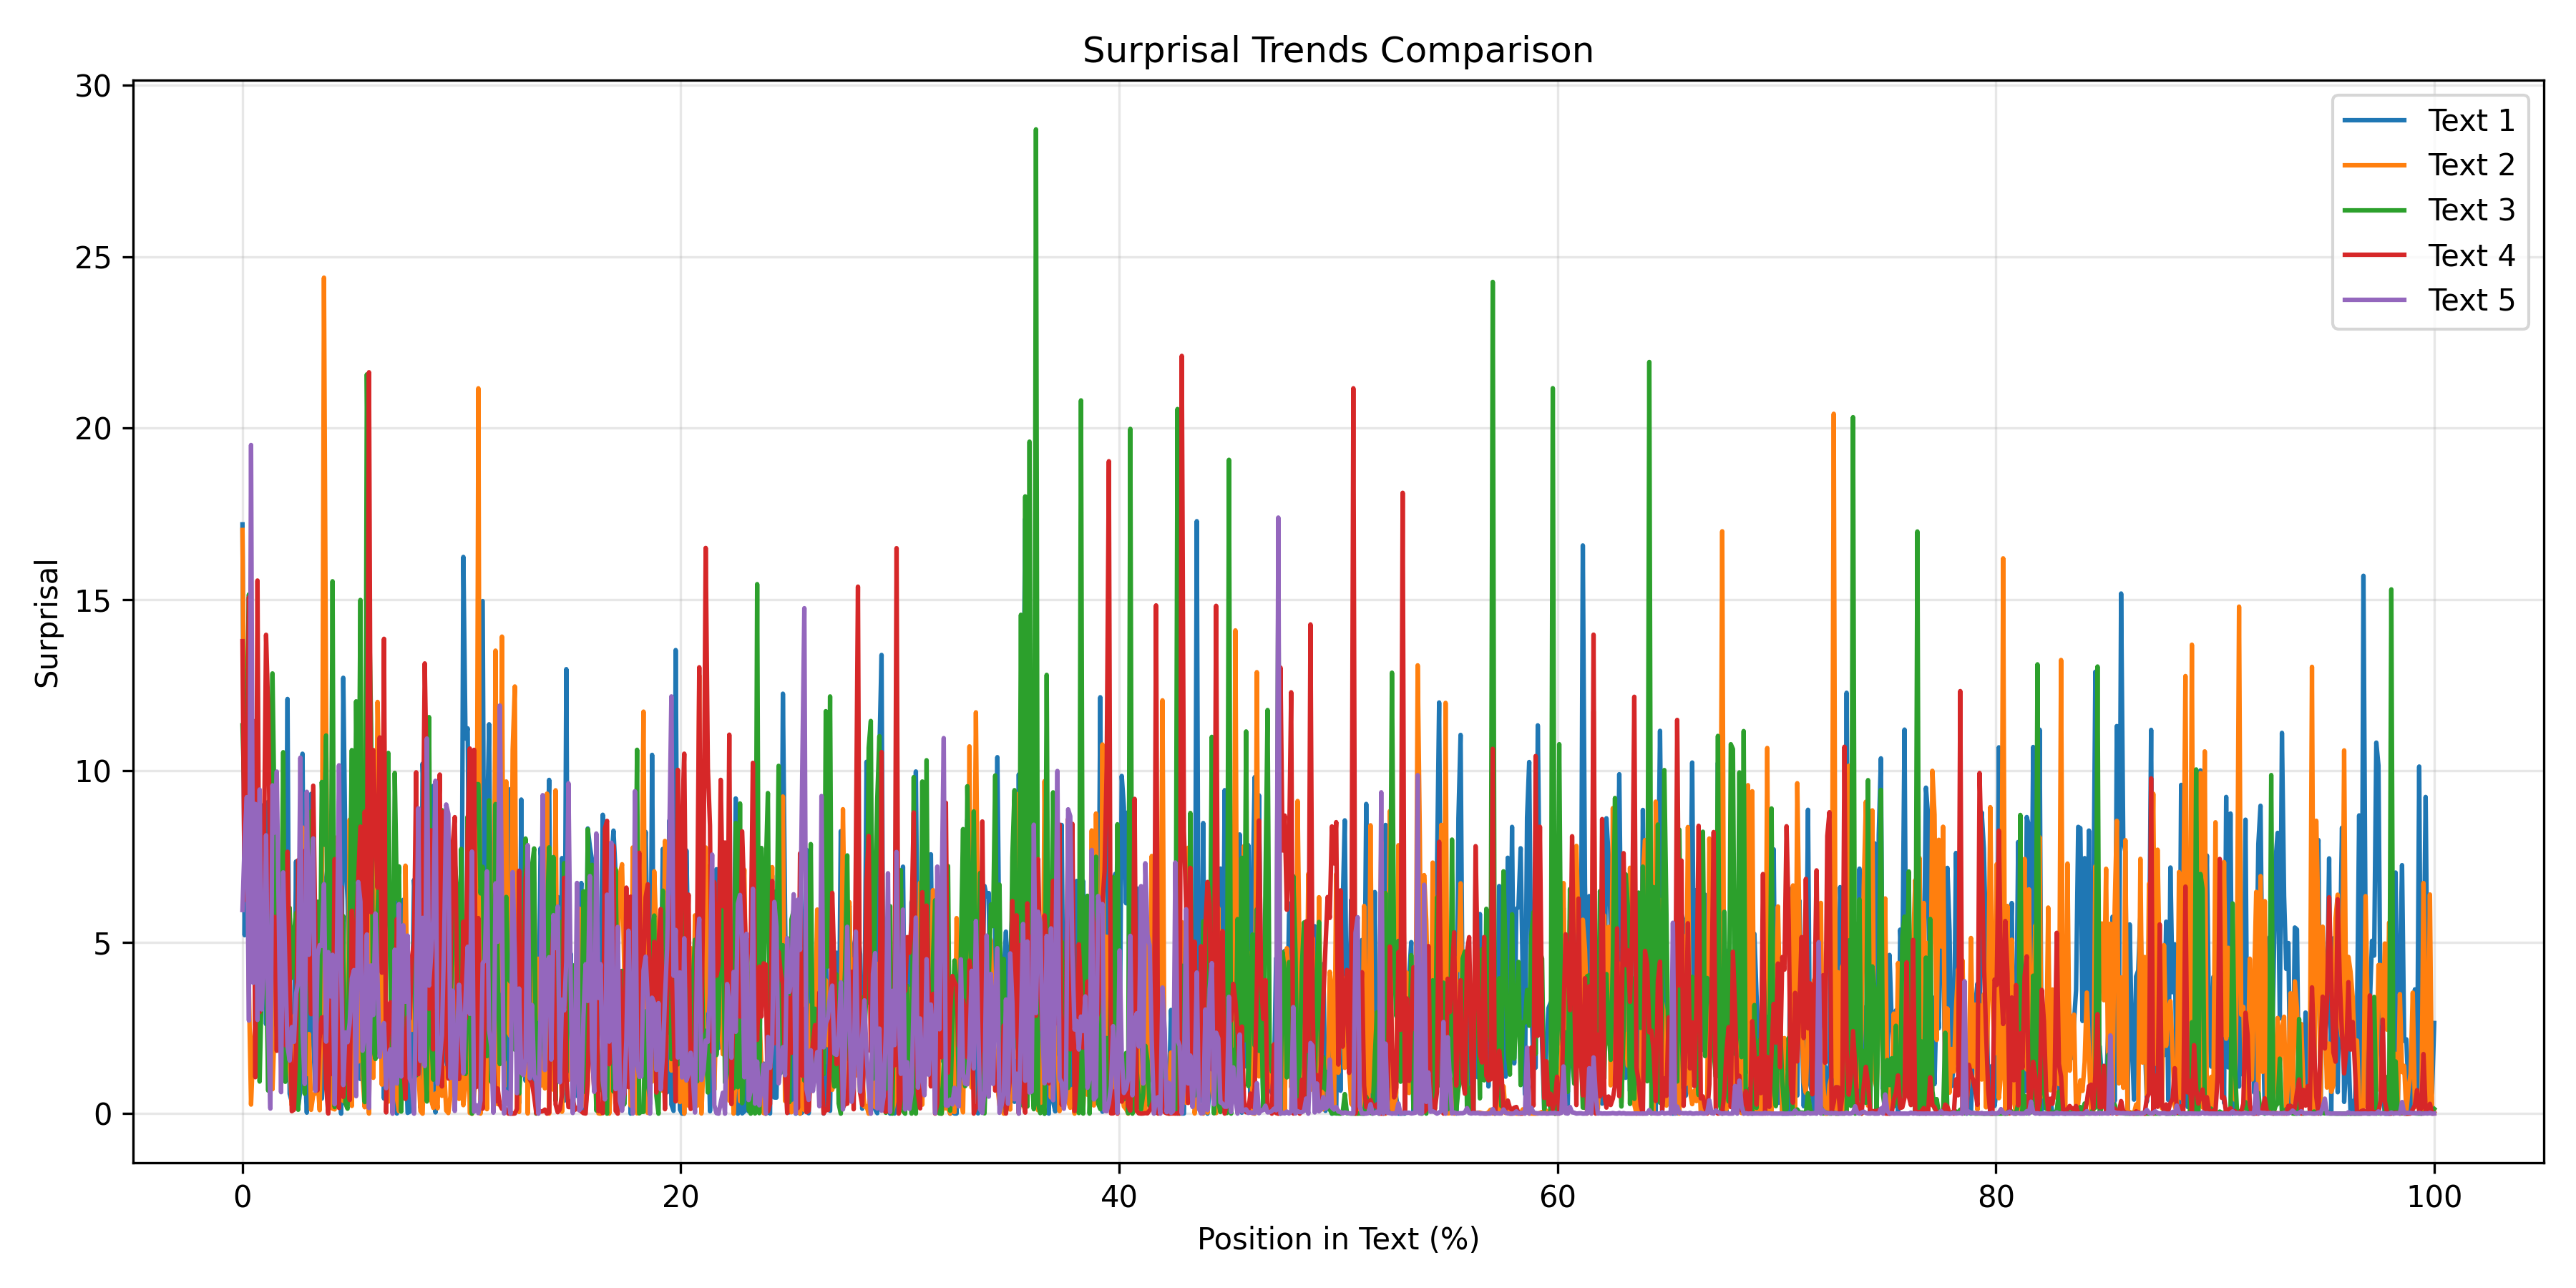 Surprisal Trends Comparison
30
25
20
15
10
5
0
Surprisal
Text 1
Text 2
Text 3
Text 4
Text 5
0 20 40 60 80 100
Position in Text (%)